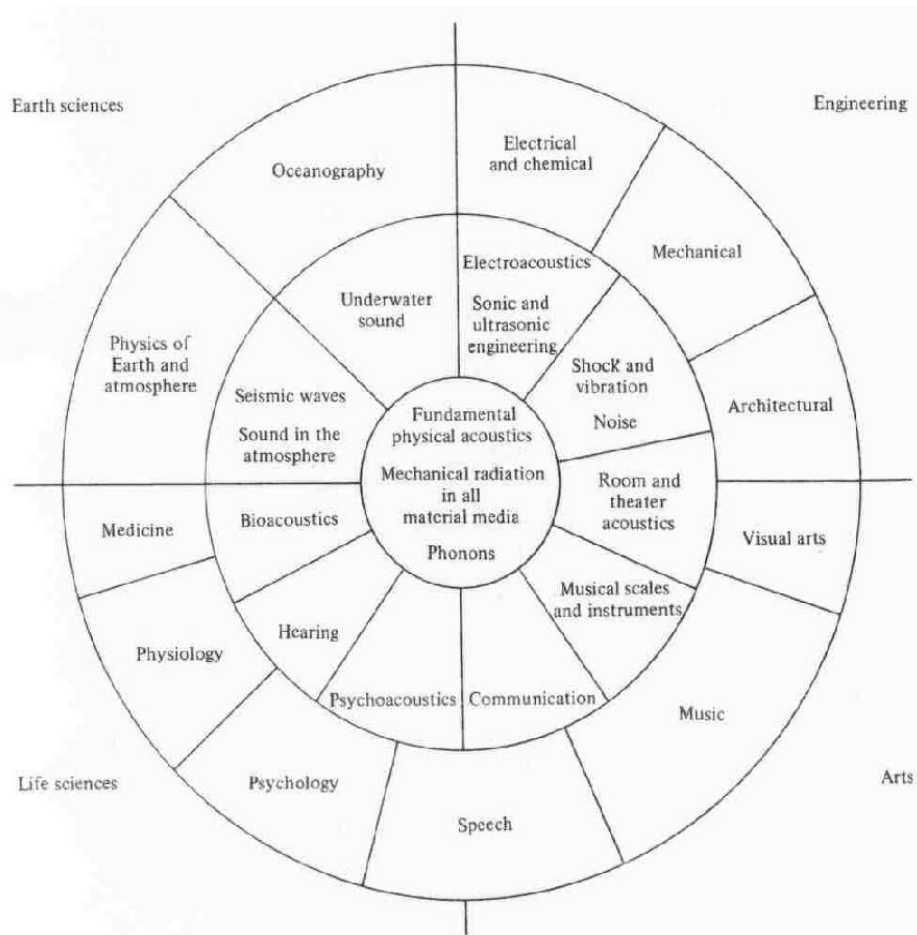 Earth sciences
Engineering
Electrical
and chemical
Oceanography
Mechanical
Electroacoustics
Underwater
sound
Sonic and
ultrasonic
engineering
Physics of
Earth and
atmosphere
Shock and
vibration
Noise
Seismic waves
Sound in the
atmosphere
Architectural
Fundamental
physical acoustics
Mechanical radiation
in all
material media
Phonons
Room and
theater
acoustics
Medicine
Bioacoustics
Visual arts
Musical scales
and instruments
Hearing
Physiology
Psychoacoustics
Communication
Music
Life sciences
Psychology
Arts
Speech